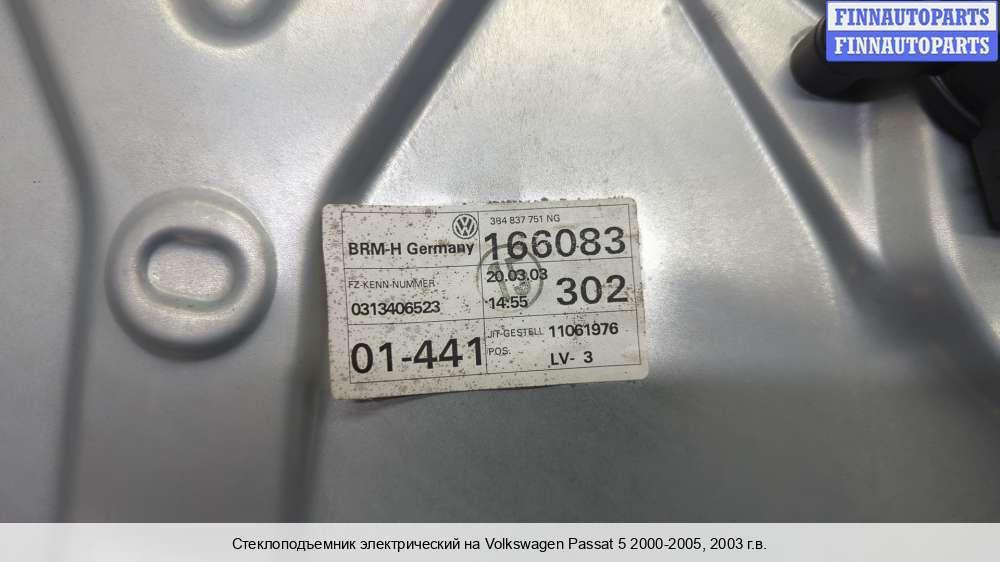 FINNAUTOPARTS
FINNAUTOPARTS
3B4 837 751 NG
BRM-H Germany
166083
FZ-KENN-NUMMER
20.03.03
302
0313406523
14:55
15
01-441
JIT-GESTELL 11061976
POS. LV- 3
Стеклоподъемник электрический на Volkswagen Passat 5 2000-2005, 2003 г.в.